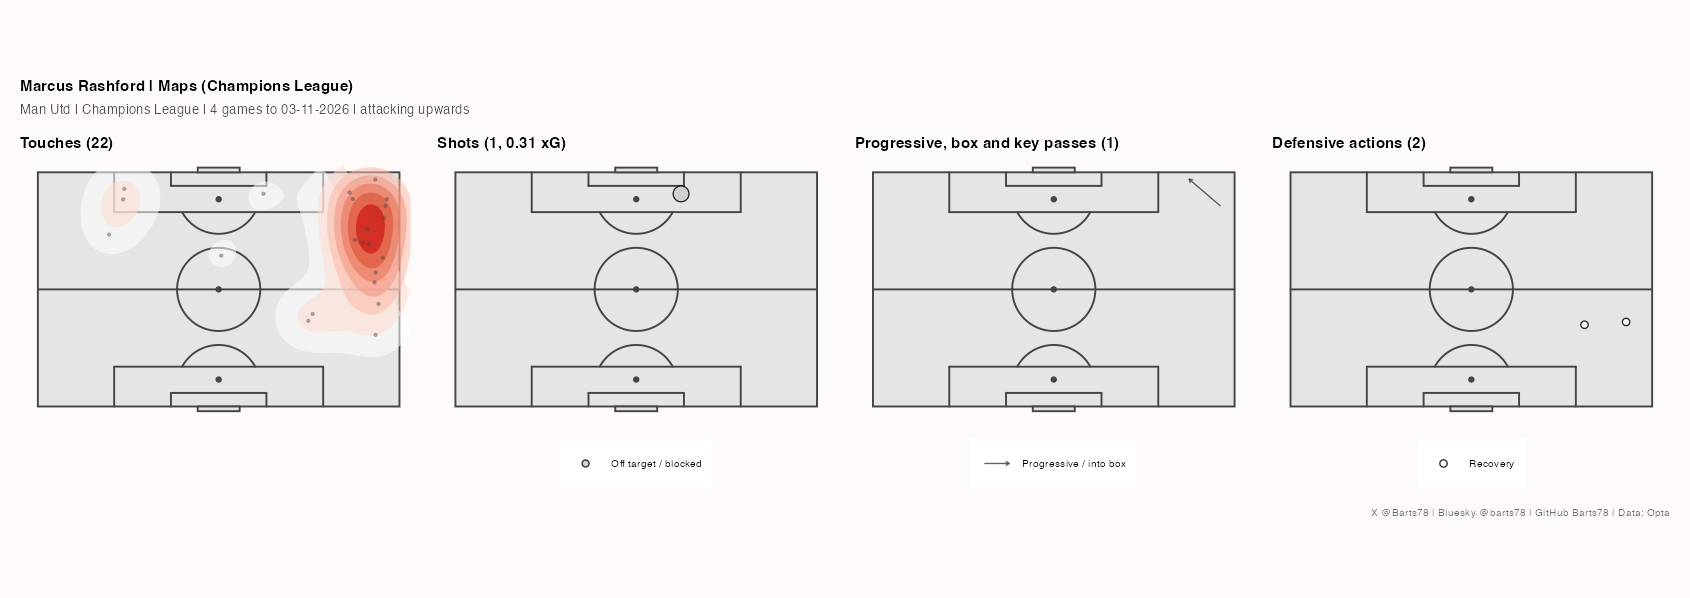 Marcus Rashford | Maps (Champions League)
Man Utd | Champions League | 4 games to 03-11-2026 | attacking upwards
Touches (22)
Shots (1, 0.31 xG)
Progressive, box and key passes (1)
Defensive actions (2)
Off target / blocked
Progressive / into box
Recovery
X @Barts78 | Bluesky @barts78 | GitHub Barts78 | Data: Opta